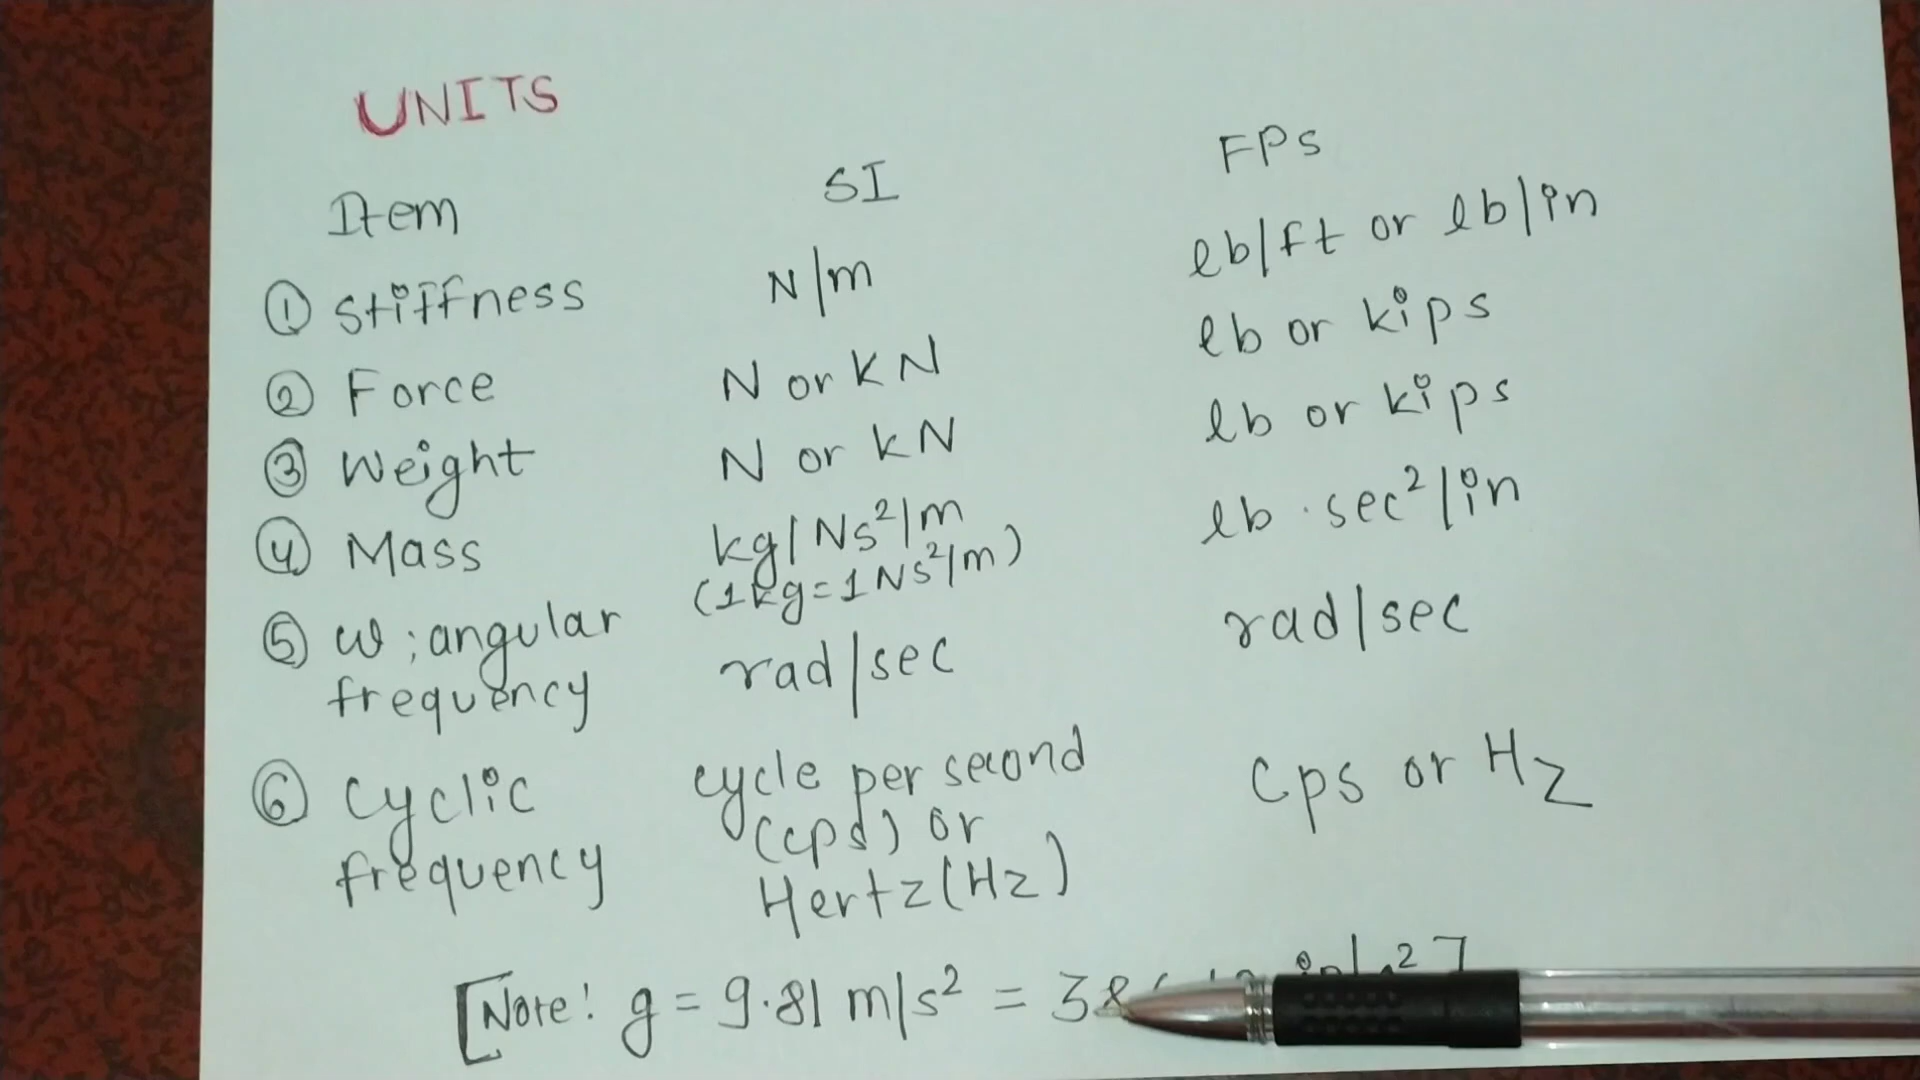 UNITS
Item SI FPS
① Stiffness N/m lb/ft or lb/in
② Force N or KN lb or kips
③ Weight N or KN lb or kips
④ Mass kg/Ns²/m lb·sec²/in
(1kg=1Ns²/m)
⑤ ω; angular rad/sec rad/sec
frequency
⑥ Cyclic cycle per second Cps or Hz
frequency (cps) or
Hertz (Hz)
[Note: g = 9.81 m/s² = 38